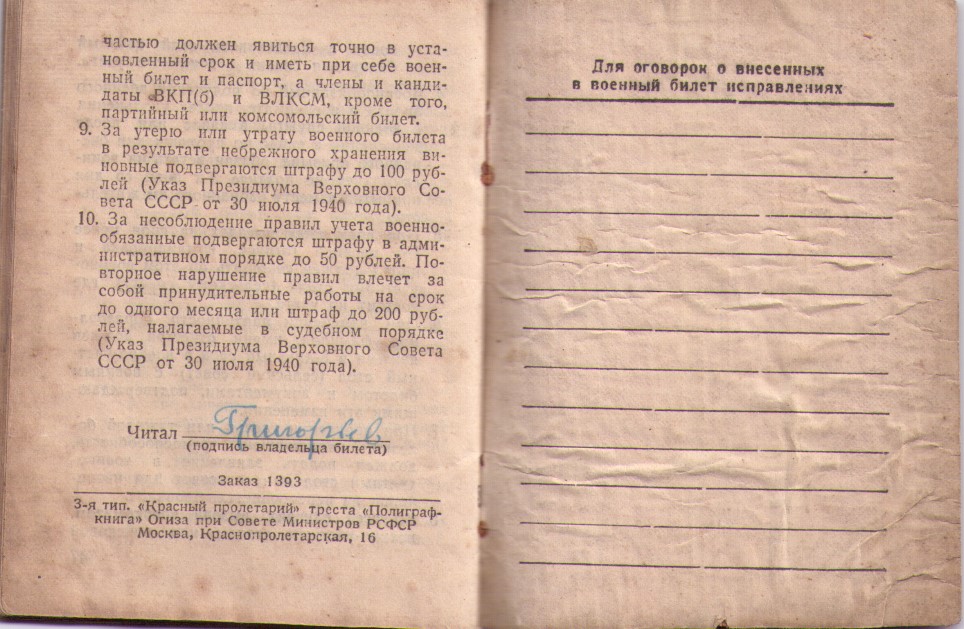 частью должен явиться точно в уста-
новленный срок и иметь при себе воен-
ный билет и паспорт, а члены и канди-
даты ВКП(б) и ВЛКСМ, кроме того,
партийный или комсомольский билет.
9. За утерю или утрату военного билета
в результате небрежного хранения ви-
новные подвергаются штрафу до 100 руб-
лей (Указ Президиума Верховного Со-
вета СССР от 30 июля 1940 года).
10. За несоблюдение правил учета военно-
обязанные подвергаются штрафу в адми-
нистративном порядке до 50 рублей. По-
вторное нарушение правил влечет за
собой принудительные работы на срок
до одного месяца или штраф до 200 руб-
лей, налагаемые в судебном порядке
(Указ Президиума Верховного Совета
СССР от 30 июля 1940 года).
Читал Григорьев
(подпись владельца билета)
Заказ 1393
3-я тип. «Красный пролетарий» треста «Полиграф-
книга» Огиза при Совете Министров РСФСР
Москва, Краснопролетарская, 16
Для оговорок о внесенных
в военный билет исправлениях